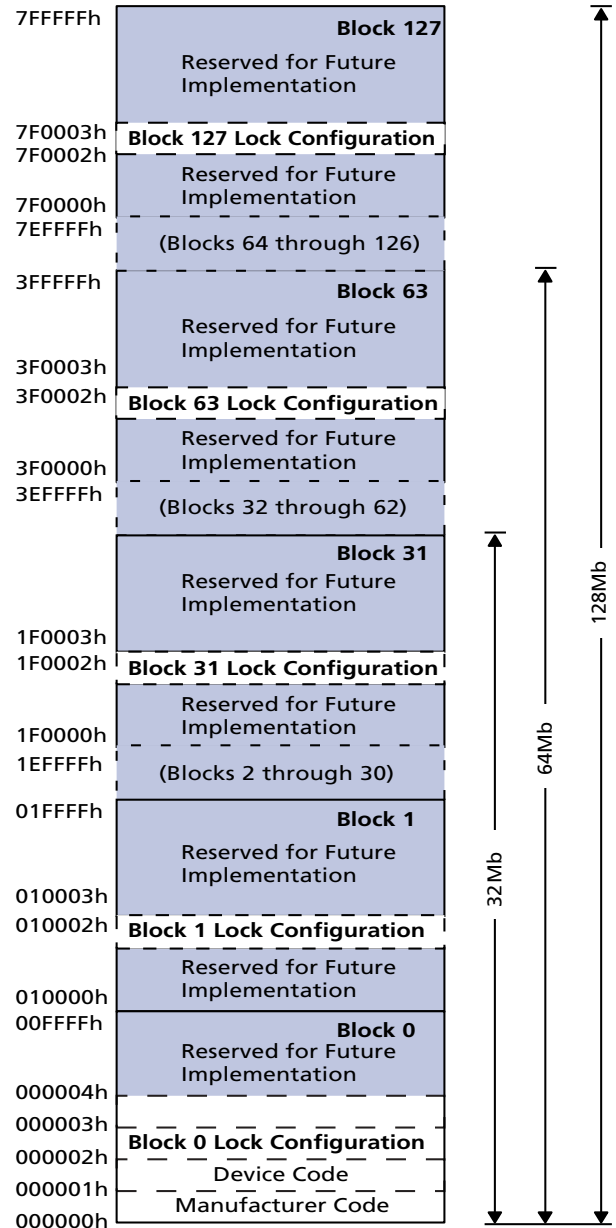 7FFFFFh
Block 127
Reserved for Future
Implementation
7F0003h
Block 127 Lock Configuration
7F0002h
Reserved for Future
Implementation
7F0000h
7EFFFFh
(Blocks 64 through 126)
3FFFFFh
Block 63
Reserved for Future
Implementation
3F0003h
3F0002h
Block 63 Lock Configuration
Reserved for Future
Implementation
3F0000h
3EFFFFh
(Blocks 32 through 62)
Block 31
Reserved for Future
Implementation
1F0003h
1F0002h
Block 31 Lock Configuration
Reserved for Future
Implementation
1F0000h
1EFFFFh
(Blocks 2 through 30)
01FFFFh
Block 1
Reserved for Future
Implementation
010003h
010002h
Block 1 Lock Configuration
Reserved for Future
Implementation
010000h
00FFFFh
Block 0
Reserved for Future
Implementation
000004h
000003h
Block 0 Lock Configuration
000002h
Device Code
000001h
Manufacturer Code
000000h
32Mb
64Mb
128Mb